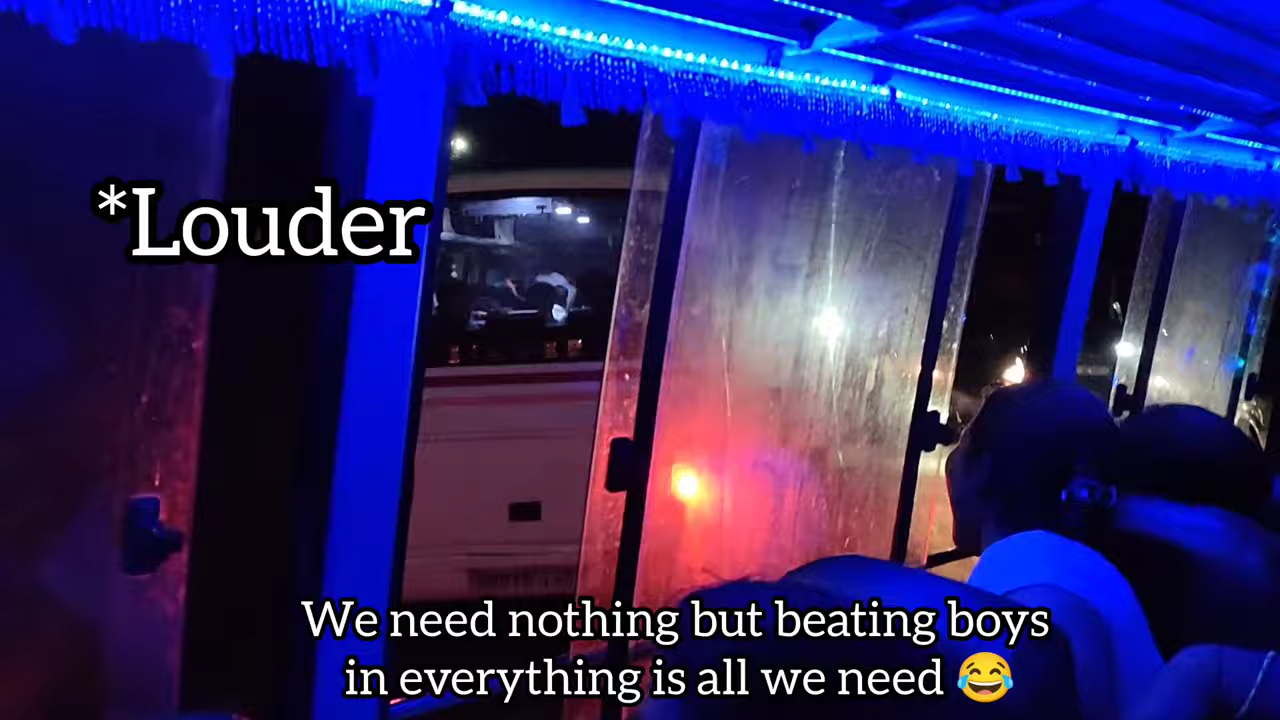 *Louder
We need nothing but beating boys
in everything is all we need 😂